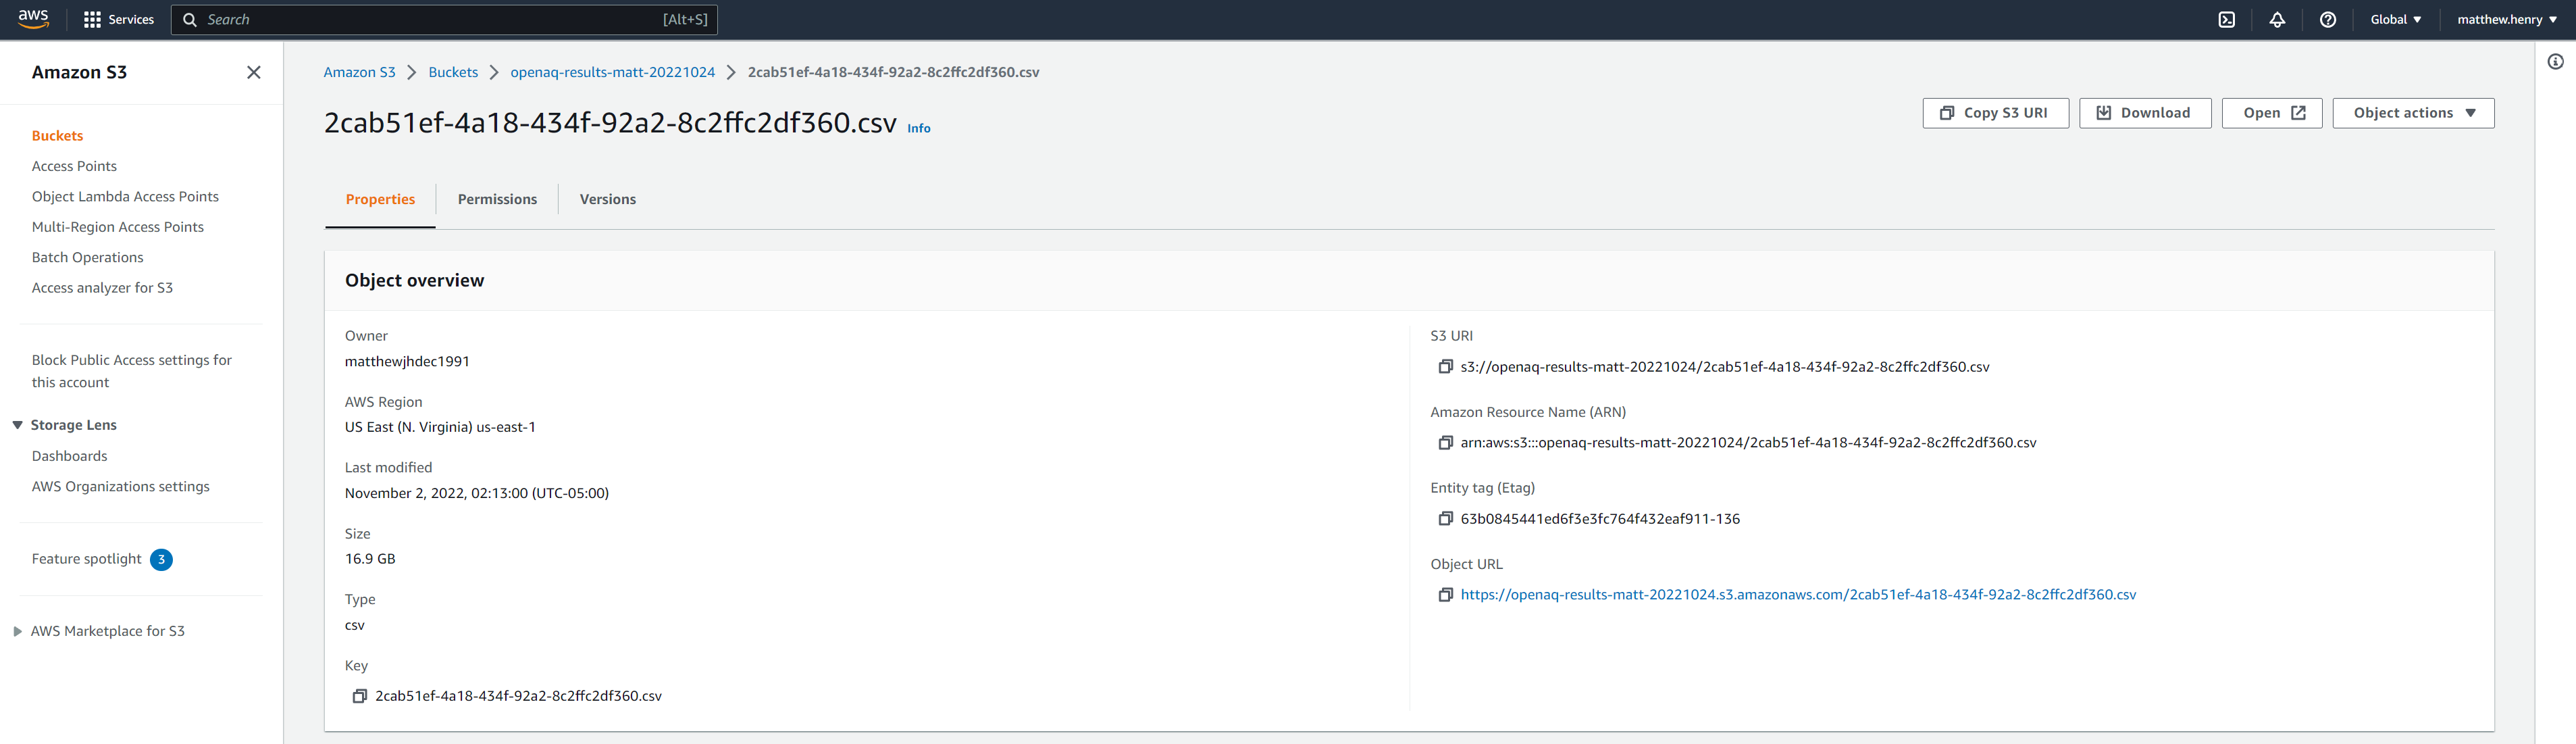 aws
Services
Search [Alt+S]
Global
matthew.henry
Amazon S3
Buckets
Access Points
Object Lambda Access Points
Multi-Region Access Points
Batch Operations
Access analyzer for S3
Block Public Access settings for
this account
Storage Lens
Dashboards
AWS Organizations settings
Feature spotlight 3
AWS Marketplace for S3
Amazon S3 > Buckets > openaq-results-matt-20221024 > 2cab51ef-4a18-434f-92a2-8c2ffc2df360.csv
2cab51ef-4a18-434f-92a2-8c2ffc2df360.csv Info
Copy S3 URI
Download
Open
Object actions
Properties
Permissions
Versions
Object overview
Owner
matthewjhdec1991
AWS Region
US East (N. Virginia) us-east-1
Last modified
November 2, 2022, 02:13:00 (UTC-05:00)
Size
16.9 GB
Type
csv
Key
2cab51ef-4a18-434f-92a2-8c2ffc2df360.csv
S3 URI
s3://openaq-results-matt-20221024/2cab51ef-4a18-434f-92a2-8c2ffc2df360.csv
Amazon Resource Name (ARN)
arn:aws:s3:::openaq-results-matt-20221024/2cab51ef-4a18-434f-92a2-8c2ffc2df360.csv
Entity tag (Etag)
63b0845441ed6f3e3fc764f432eaf911-136
Object URL
https://openaq-results-matt-20221024.s3.amazonaws.com/2cab51ef-4a18-434f-92a2-8c2ffc2df360.csv